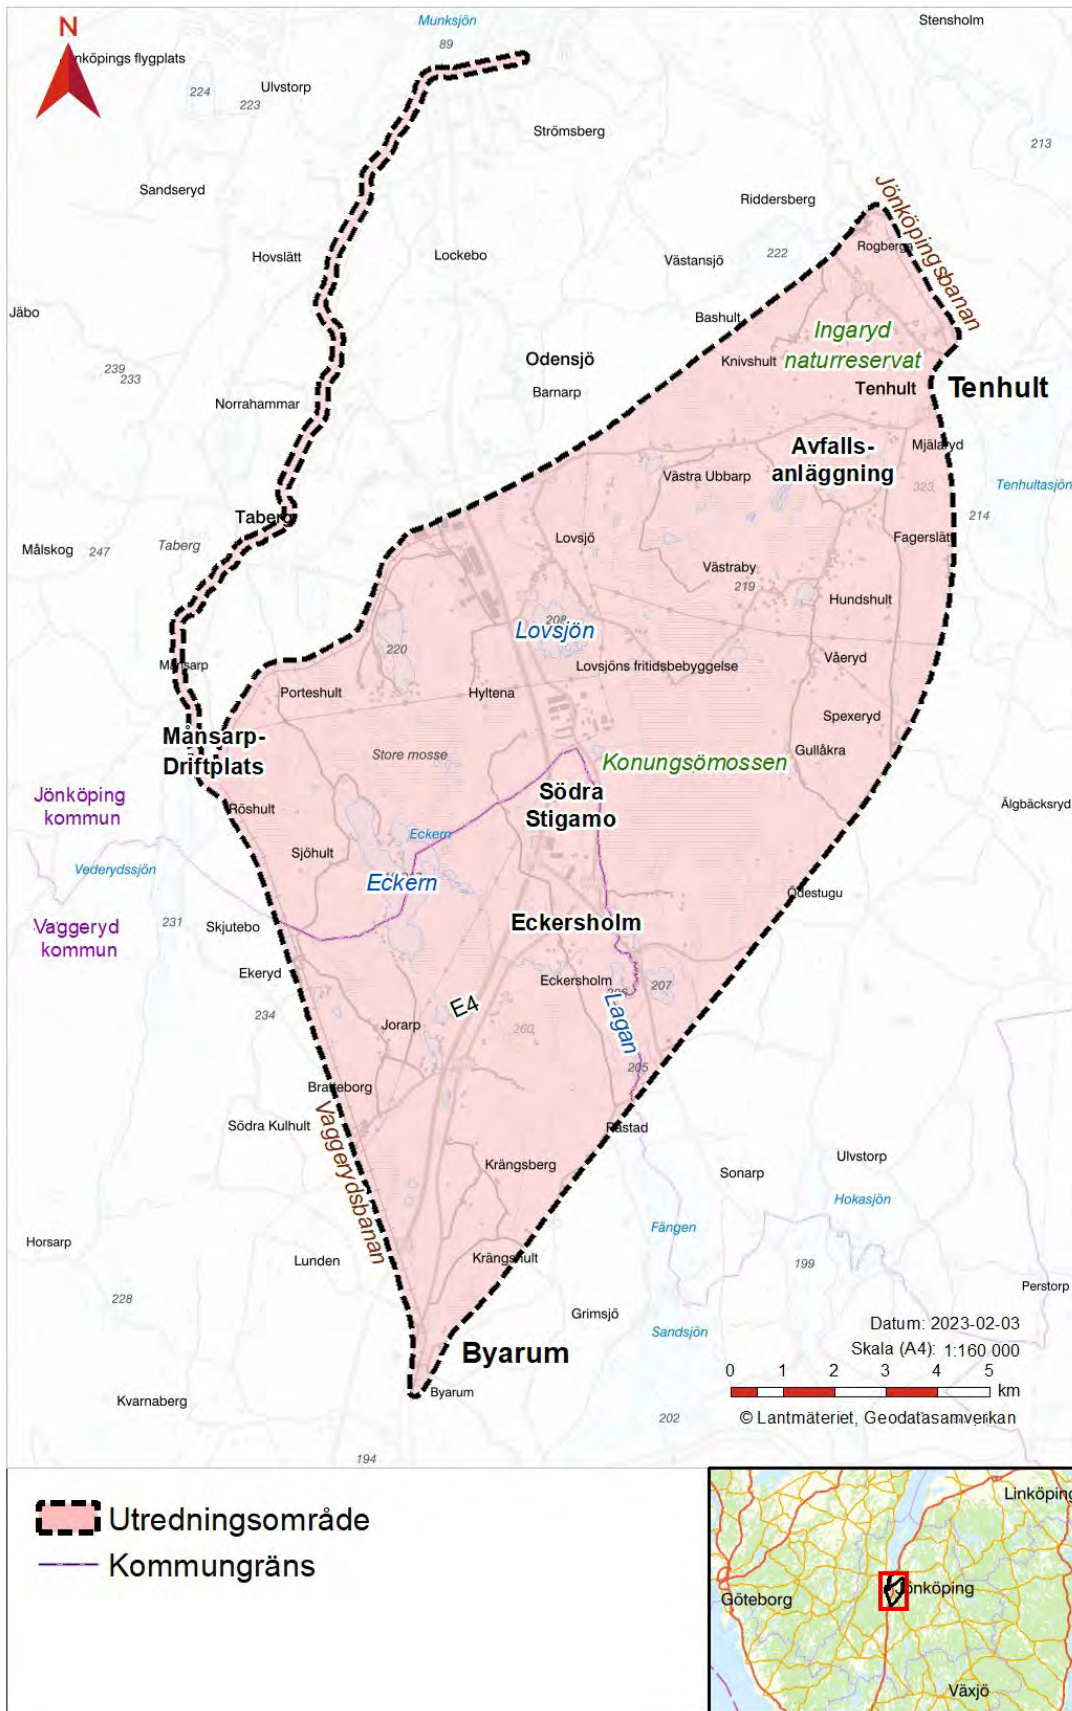 Munksjön
Stensholm
N
89
Jönköpings flygplats
Ulvstorp
224
223
Strömsberg
213
Sandseryd
Riddersberg
Jönköpingsbanan
Rogberga
Hovslätt
Lockebo
Västansjö
222
Jäbo
Bashult
Ingaryd
naturreservat
Odensjö
Knivshult
239
233
Barnarp
Tenhult
Tenhult
Norrahammar
Avfalls-
anläggning
Mjälaryd
Västra Ubbarp
323
Tenhultasjön
Taberg
214
Målskog
247
Taberg
Lovsjö
Fagerslätt
Västraby
219
Hundshult
208
Lovsjön
Månsarp
220
Våeryd
Lovsjöns fritidsbebyggelse
Porteshult
Hyltena
Spexeryd
Månsarp-
Driftplats
Store mosse
Gullåkra
Konungsömossen
Jönköping
kommun
Södra
Stigamo
Röshult
Älgbäcksryd
Eckern
Sjöhult
Vederydssjön
Eckern
Ödestugu
231
Vaggeryd
kommun
Skjutebo
Eckersholm
Ekeryd
Eckersholm
206
207
234
E4
Lagan
Jorarp
260
205
Bratteborg
Södra Kulhult
Råstad
Vaggerydsbanan
Krängsberg
Sonarp
Ulvstorp
Hokasjön
Fängen
Horsarp
Lunden
Krängshult
199
228
Perstorp
Grimsjö
Datum: 2023-02-03
Sandsjön
Skala (A4): 1:160 000
Byarum
0 1 2 3 4 5
km
Byarum
Kvarnaberg
© Lantmäteriet, Geodatasamverkan
202
194
Utredningsområde
Kommungräns
Linköping
Jönköping
Göteborg
Växjö